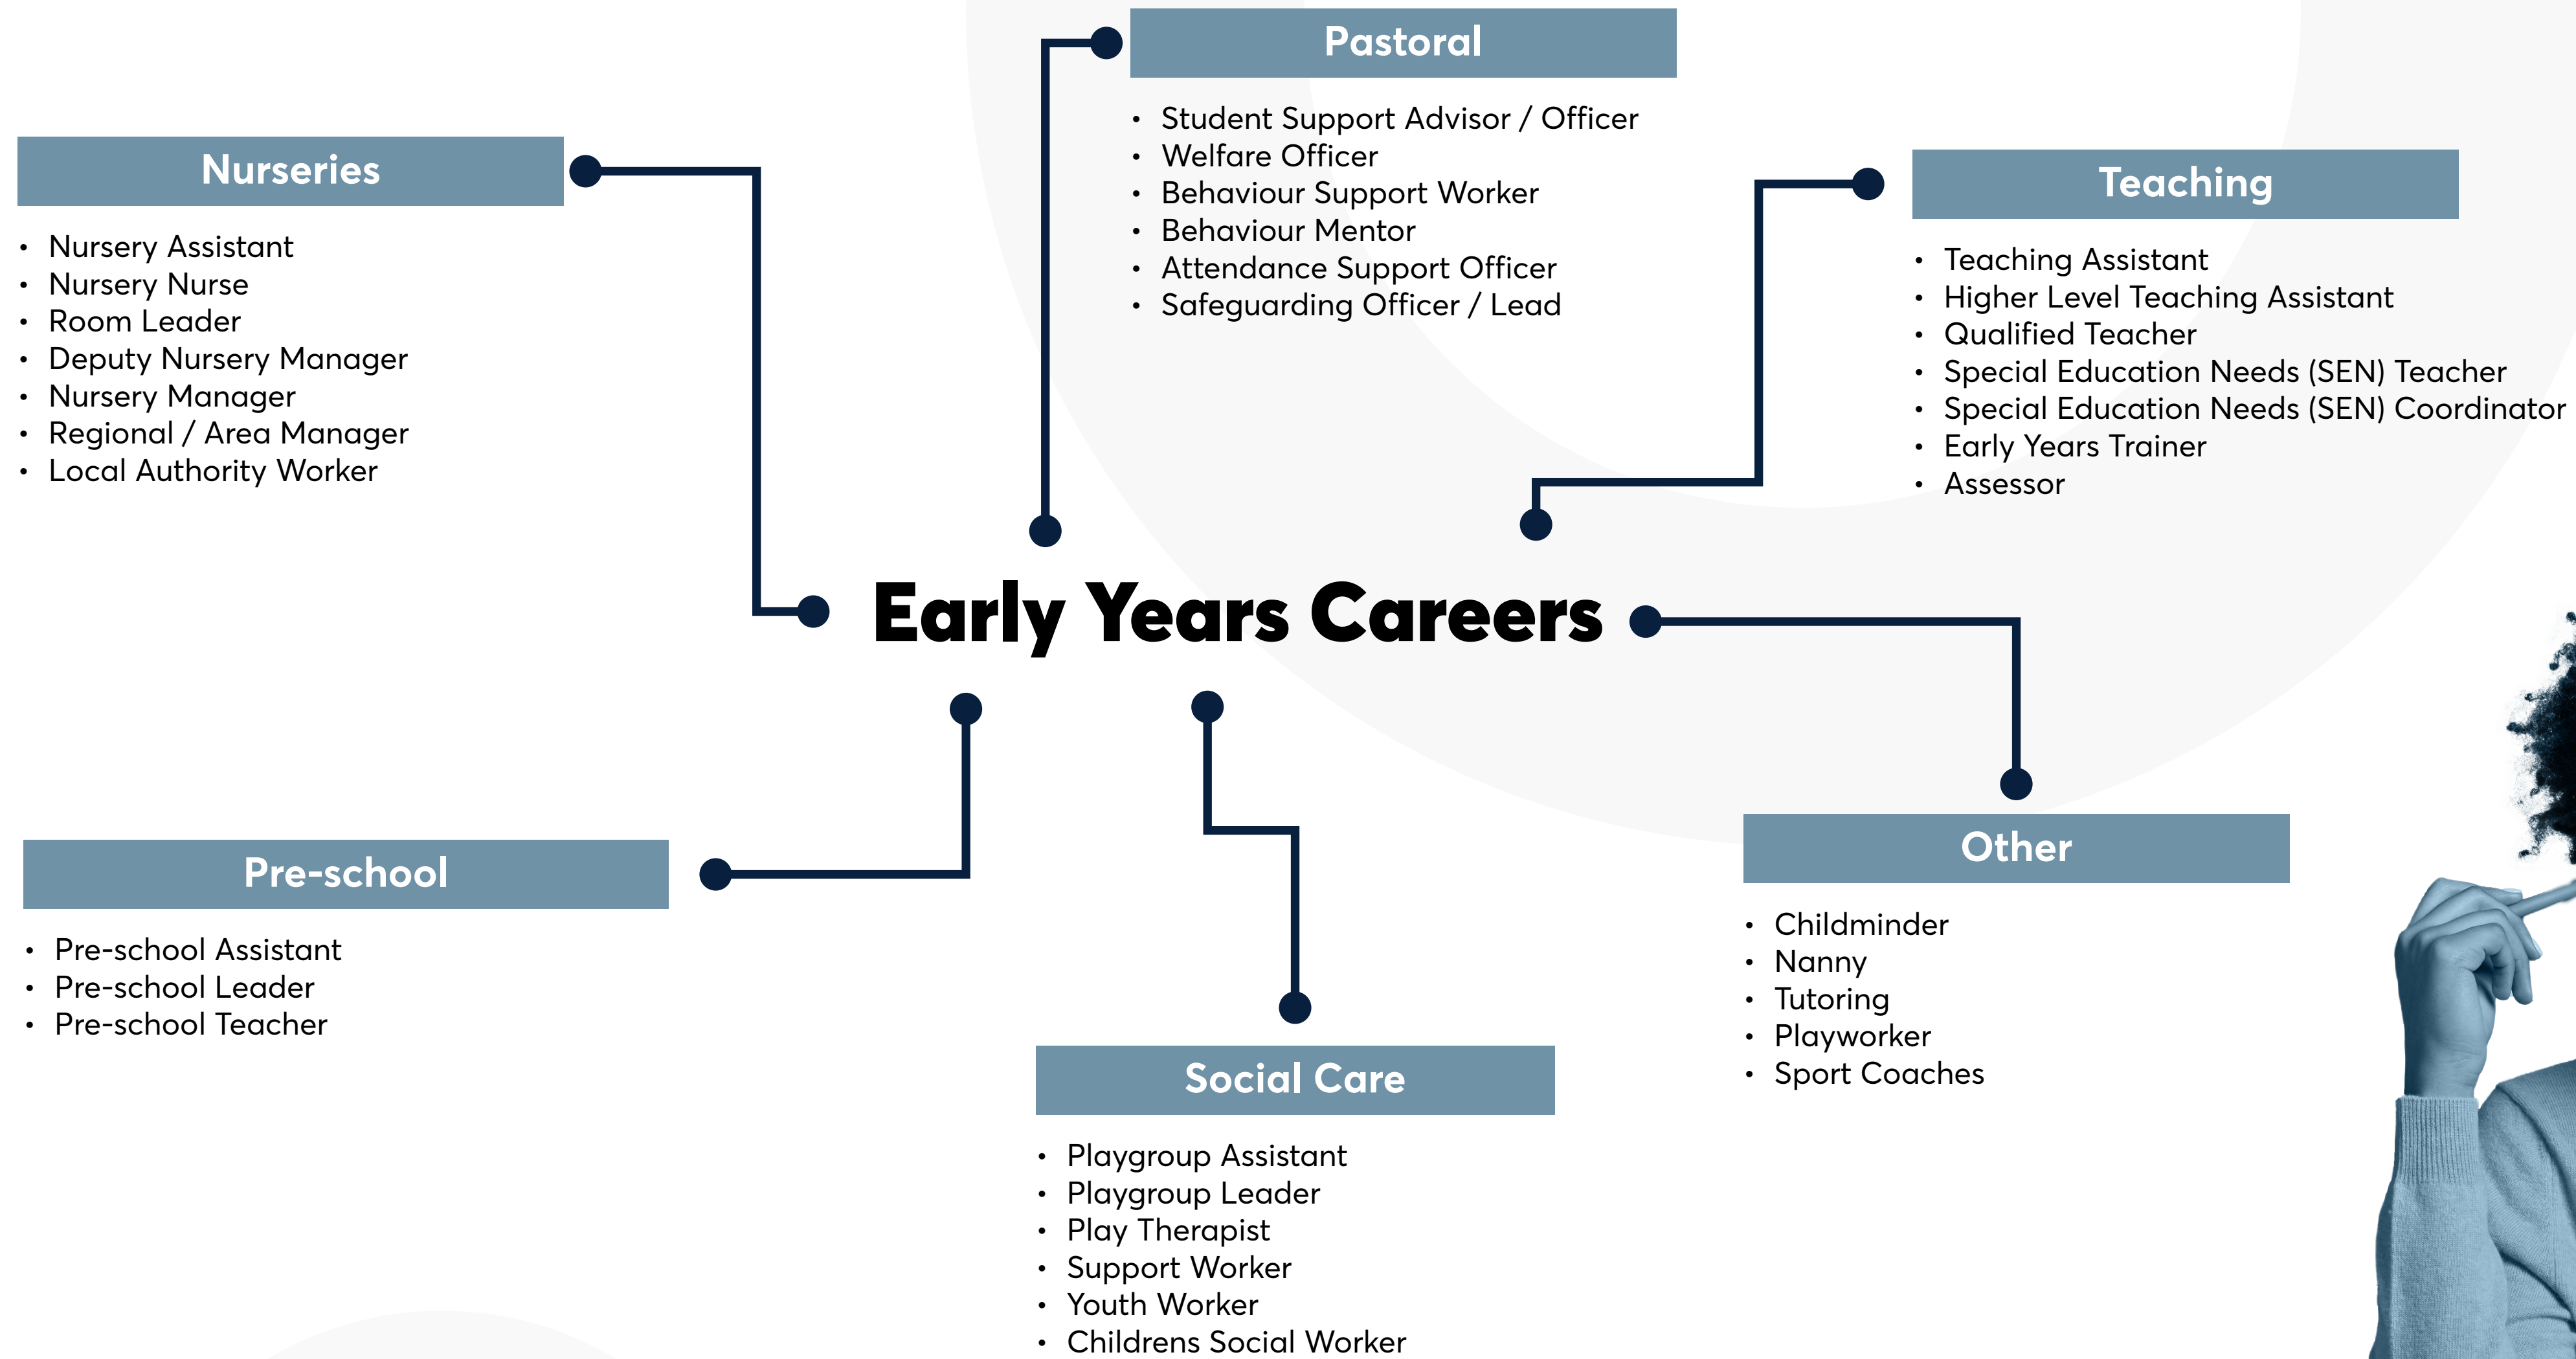 Pastoral
• Student Support Advisor / Officer
• Welfare Officer
• Behaviour Support Worker
• Behaviour Mentor
• Attendance Support Officer
• Safeguarding Officer / Lead
Nurseries
• Nursery Assistant
• Nursery Nurse
• Room Leader
• Deputy Nursery Manager
• Nursery Manager
• Regional / Area Manager
• Local Authority Worker
Teaching
• Teaching Assistant
• Higher Level Teaching Assistant
• Qualified Teacher
• Special Education Needs (SEN) Teacher
• Special Education Needs (SEN) Coordinator
• Early Years Trainer
• Assessor
Early Years Careers
Pre-school
• Pre-school Assistant
• Pre-school Leader
• Pre-school Teacher
Social Care
• Playgroup Assistant
• Playgroup Leader
• Play Therapist
• Support Worker
• Youth Worker
• Childrens Social Worker
Other
• Childminder
• Nanny
• Tutoring
• Playworker
• Sport Coaches